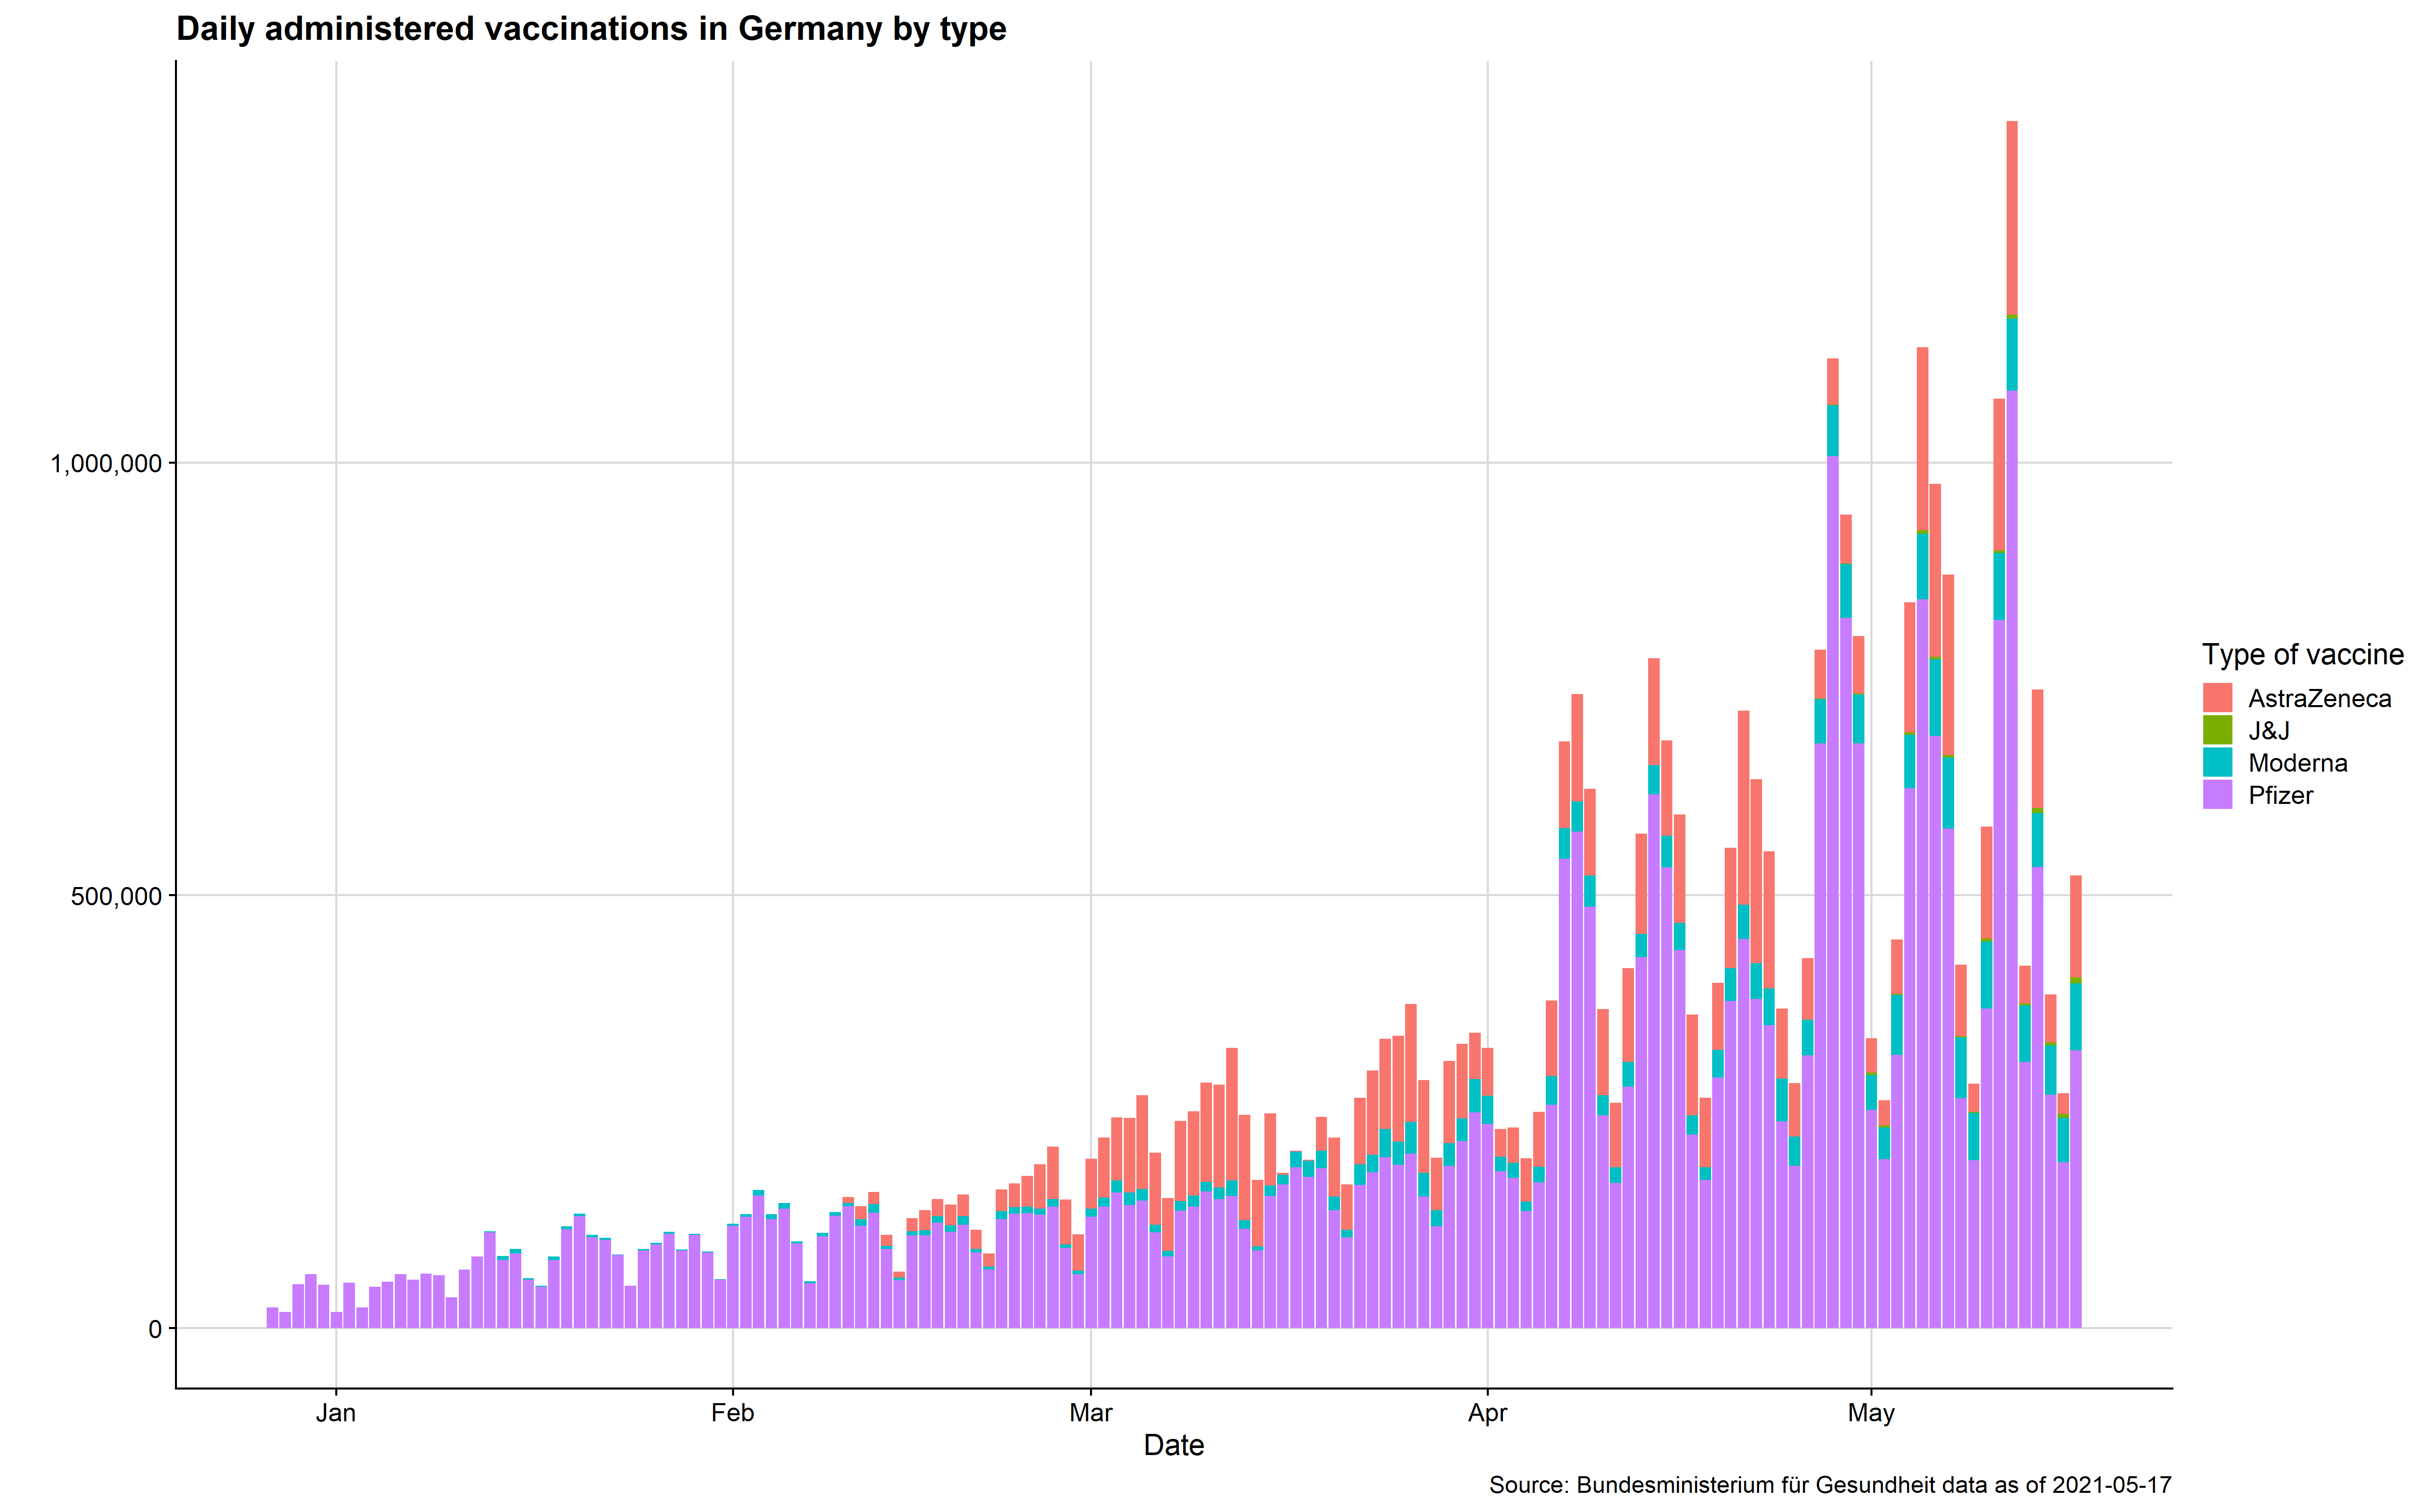 Daily administered vaccinations in Germany by type
1,000,000
500,000
0
Jan
Feb
Mar
Apr
May
Date
Type of vaccine
AstraZeneca
J&J
Moderna
Pfizer
Source: Bundesministerium für Gesundheit data as of 2021-05-17